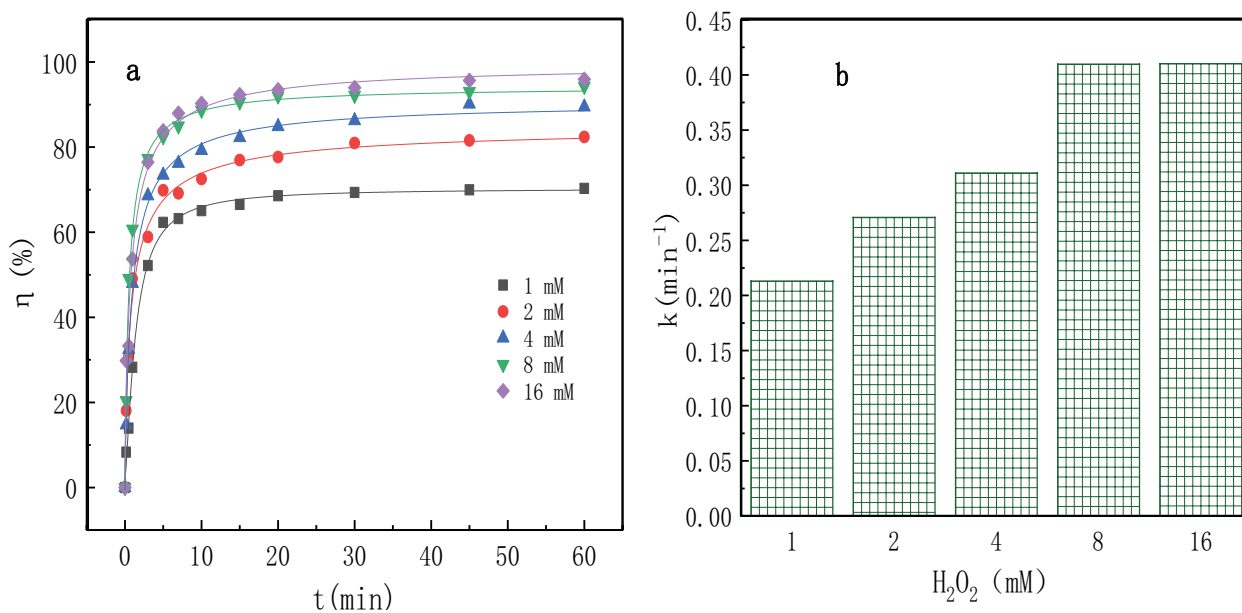 a
100
80
60
40
20
0
η (%)
1 mM
2 mM
4 mM
8 mM
16 mM
0 10 20 30 40 50 60
t(min)
b
0.45
0.40
0.35
0.30
0.25
0.20
0.15
0.10
0.05
0.00
k(min⁻¹)
1 2 4 8 16
H₂O₂ (mM)